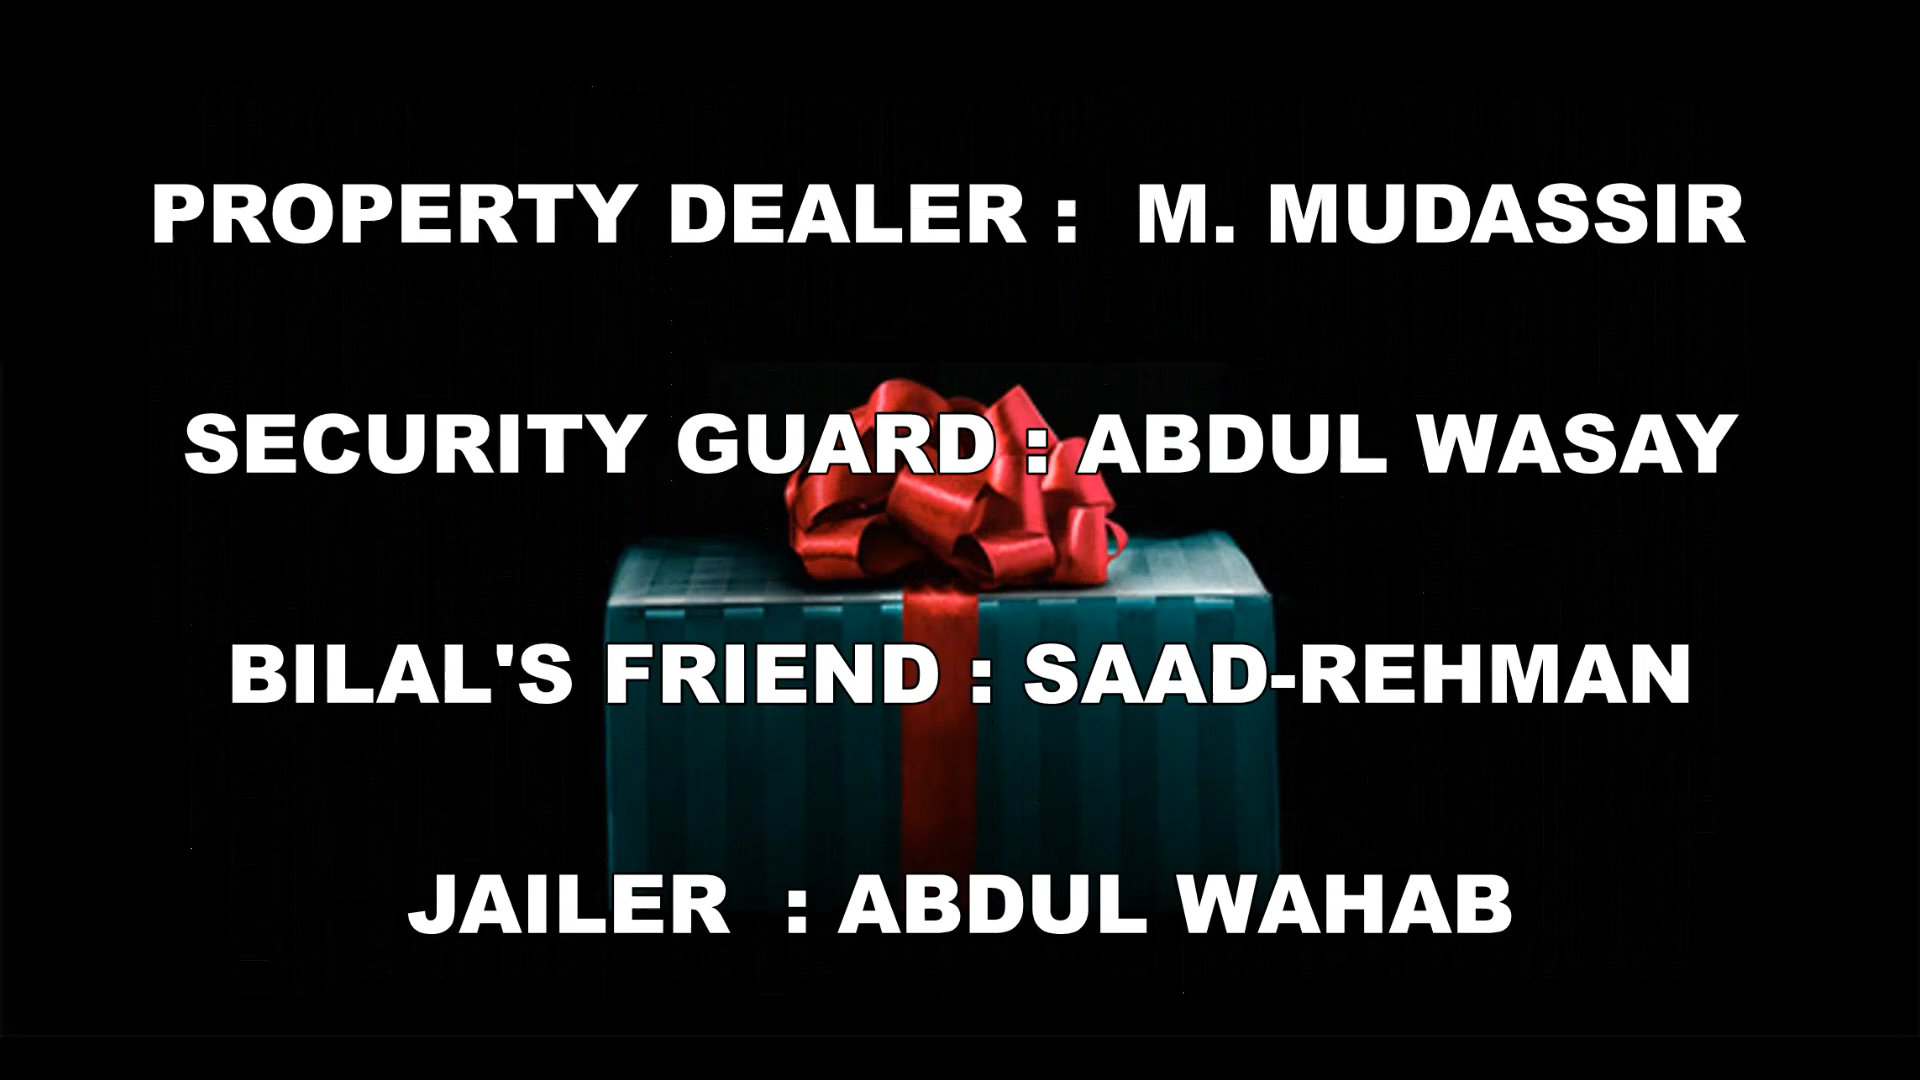 PROPERTY DEALER :  M. MUDASSIR
SECURITY GUARD : ABDUL WASAY
BILAL'S FRIEND : SAAD-REHMAN
JAILER  : ABDUL WAHAB